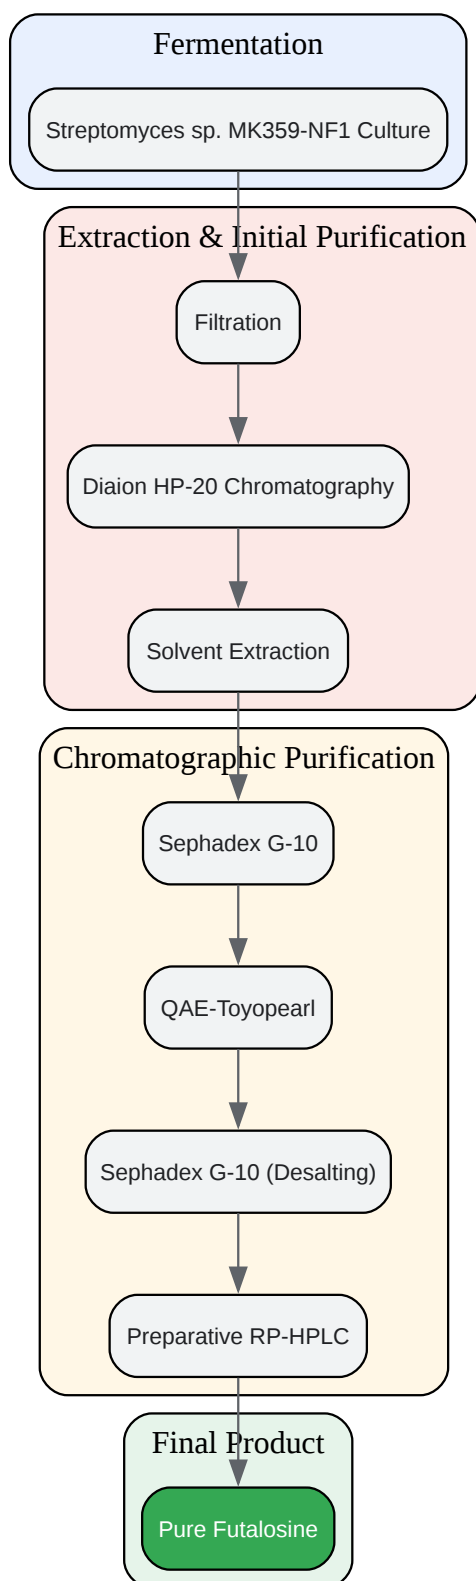 Fermentation
Streptomyces sp. MK359-NF1 Culture
Extraction & Initial Purification
Filtration
Diaion HP-20 Chromatography
Solvent Extraction
Chromatographic Purification
Sephadex G-10
QAE-Toyopearl
Sephadex G-10 (Desalting)
Preparative RP-HPLC
Final Product
Pure Futalosine